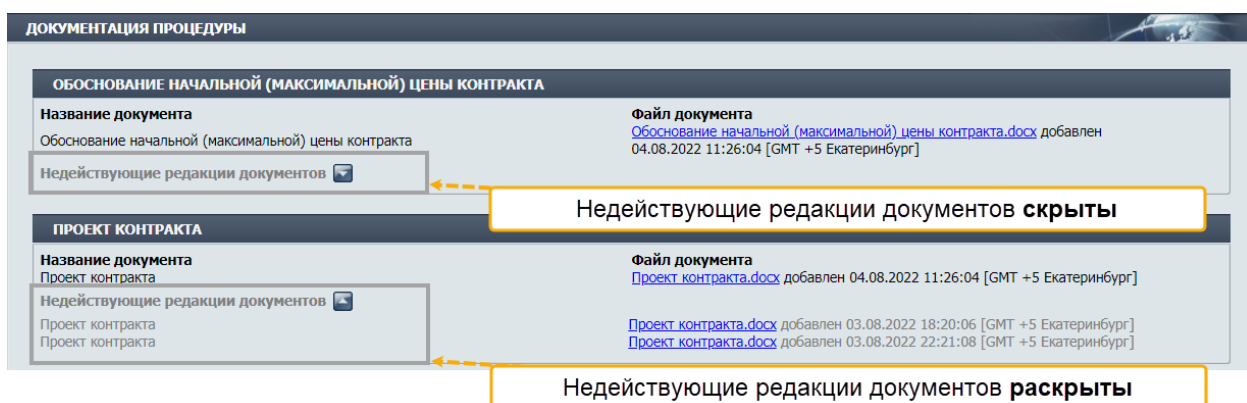 ДОКУМЕНТАЦИЯ ПРОЦЕДУРЫ
ОБОСНОВАНИЕ НАЧАЛЬНОЙ (МАКСИМАЛЬНОЙ) ЦЕНЫ КОНТРАКТА
Название документа
Файл документа
Обоснование начальной (максимальной) цены контракта
Обоснование начальной (максимальной) цены контракта.docx добавлен
04.08.2022 11:26:04 [GMT +5 Екатеринбург]
Недействующие редакции документов
Недействующие редакции документов скрыты
ПРОЕКТ КОНТРАКТА
Название документа
Файл документа
Проект контракта
Проект контракта.docx добавлен 04.08.2022 11:26:04 [GMT +5 Екатеринбург]
Недействующие редакции документов
Проект контракта
Проект контракта.docx добавлен 03.08.2022 18:20:06 [GMT +5 Екатеринбург]
Проект контракта
Проект контракта.docx добавлен 03.08.2022 22:21:08 [GMT +5 Екатеринбург]
Недействующие редакции документов раскрыты